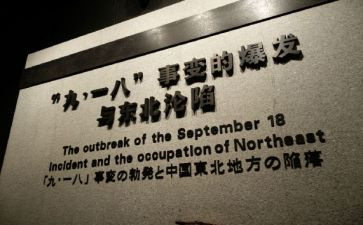 “九·一八”事变的爆发
与东北沦陷
The outbreak of the September 18
Incident and the occupation of Northeast
「九·一八」事変の勃発と中国東北地方の陥落